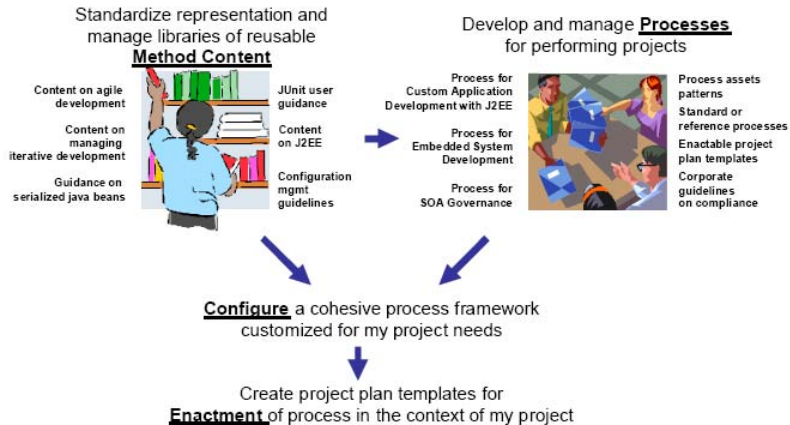 Standardize representation and
manage libraries of reusable
Method Content
Content on agile
development
Content on
managing
iterative development
Guidance on
serialized java beans
JUnit user
guidance
Content
on J2EE
Configuration
mgmt
guidelines
Develop and manage Processes
for performing projects
Process for
Custom Application
Development with J2EE
Process for
Embedded System
Development
Process for
SOA Governance
Process assets
patterns
Standard or
reference processes
Enactable project
plan templates
Corporate
guidelines
on compliance
Configure a cohesive process framework
customized for my project needs
Create project plan templates for
Enactment of process in the context of my project